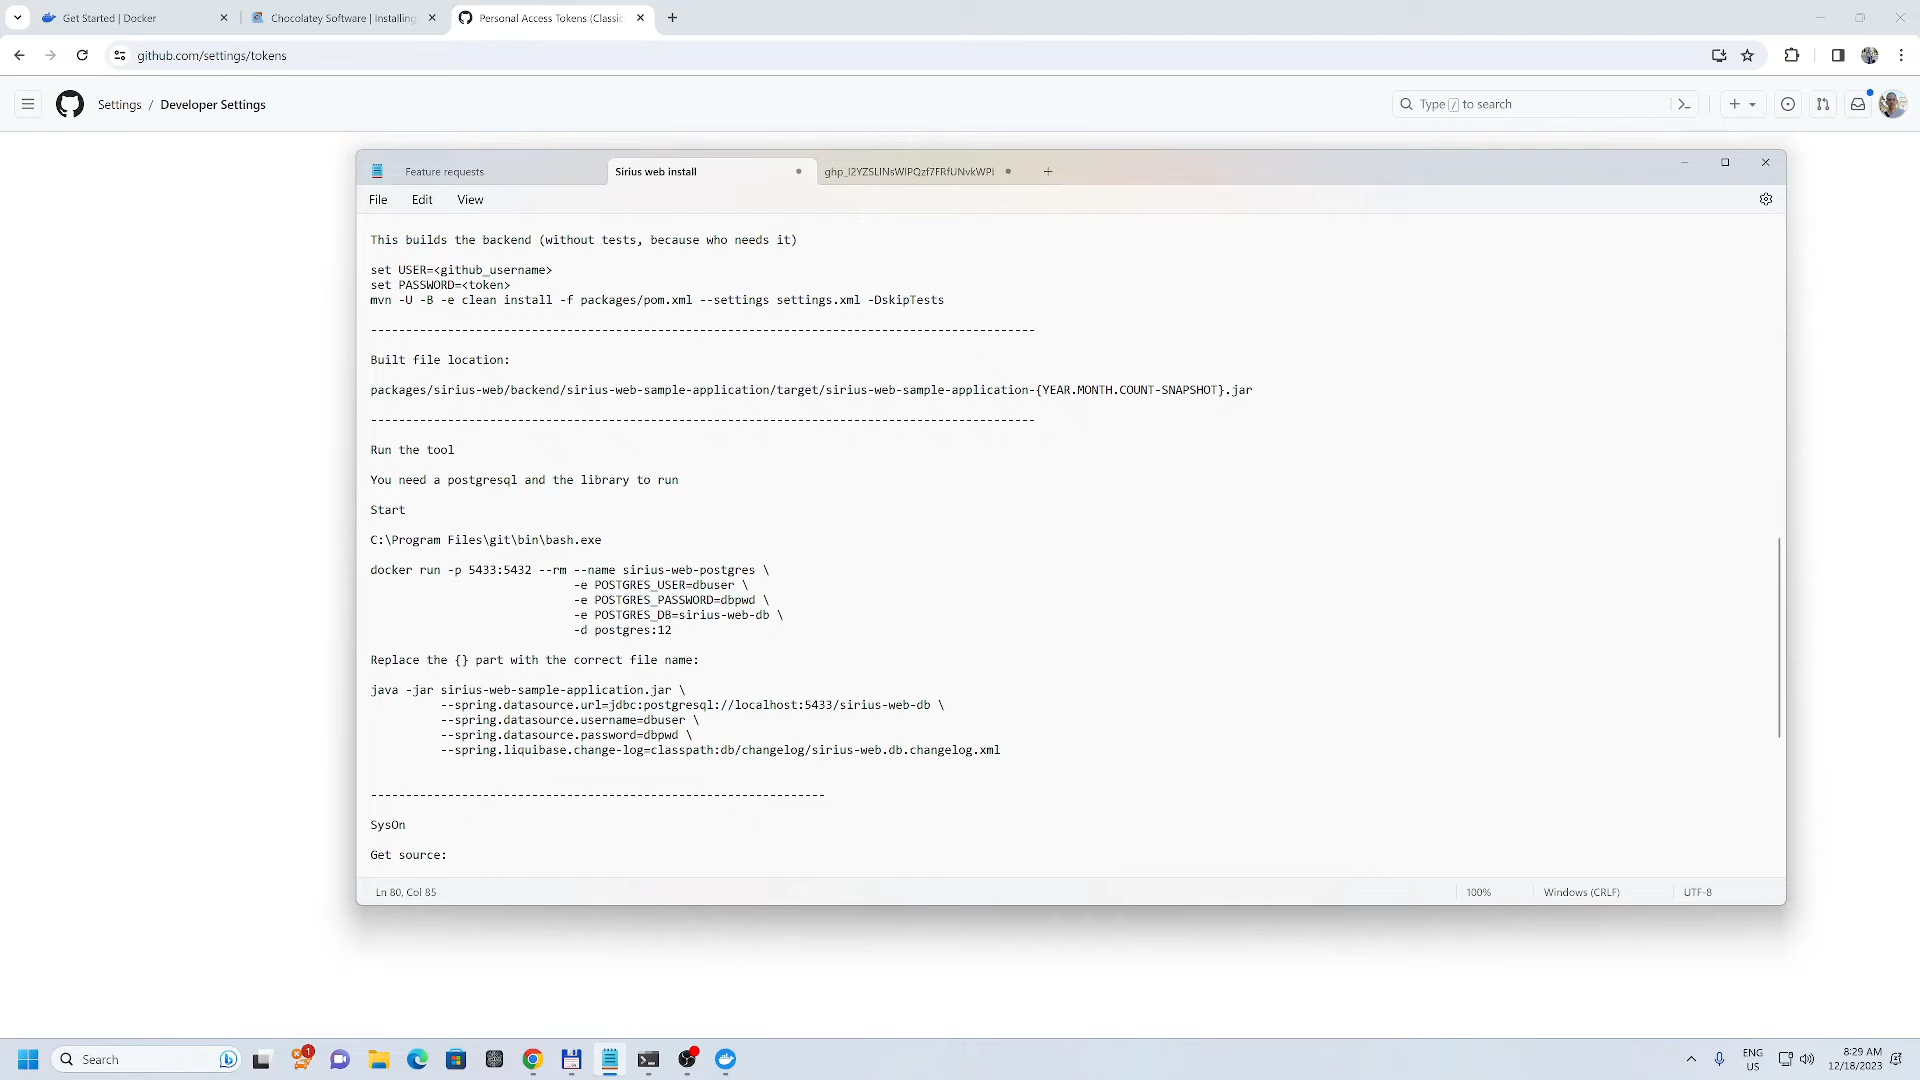 Get Started | Docker
Chocolatey Software | Installing
Personal Access Tokens (Classic
github.com/settings/tokens
Settings / Developer Settings
Type / to search
Feature requests
Sirius web install
File Edit View
This builds the backend (without tests, because who needs it)
set USER=<github_username>
set PASSWORD=<token>
mvn -U -B -e clean install -f packages/pom.xml --settings settings.xml -DskipTests
-----------------------------------------------------------------------------------------------
Built file location:
packages/sirius-web/backend/sirius-web-sample-application/target/sirius-web-sample-application-{YEAR.MONTH.COUNT-SNAPSHOT}.jar
-----------------------------------------------------------------------------------------------
Run the tool
You need a postgresql and the library to run
Start
C:\Program Files\git\bin\bash.exe
docker run -p 5433:5432 --rm --name sirius-web-postgres \
-e POSTGRES_USER=dbuser \
-e POSTGRES_PASSWORD=dbpwd \
-e POSTGRES_DB=sirius-web-db \
-d postgres:12
Replace the {} part with the correct file name:
java -jar sirius-web-sample-application.jar \
--spring.datasource.url=jdbc:postgresql://localhost:5433/sirius-web-db \
--spring.datasource.username=dbuser \
--spring.datasource.password=dbpwd \
--spring.liquibase.change-log=classpath:db/changelog/sirius-web.db.changelog.xml
-----------------------------------------------------------------
SysOn
Get source:
Ln 80, Col 85
100%
Windows (CRLF)
UTF-8
Search
1
ENG
US
8:29 AM
12/18/2023